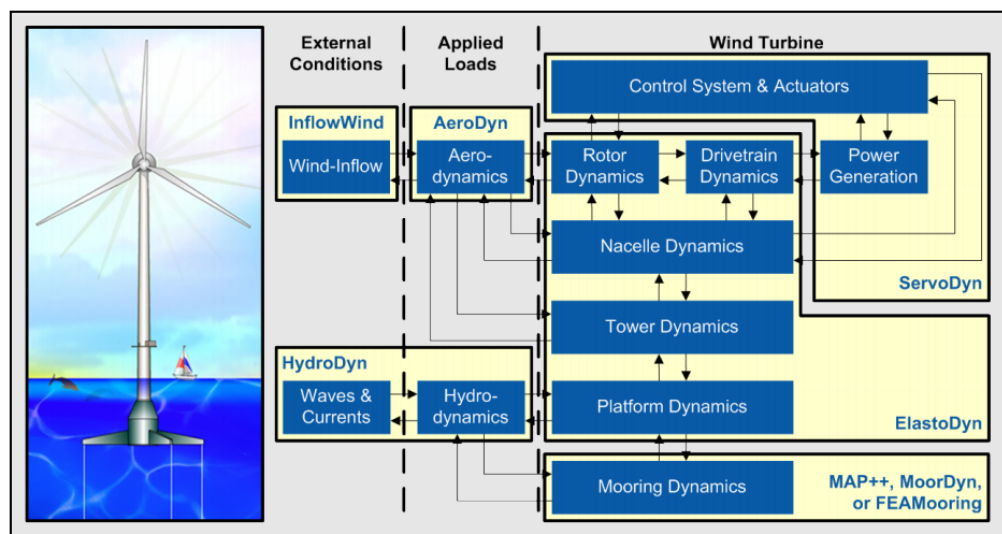 External
Conditions
Applied
Loads
Wind Turbine
Control System & Actuators
InflowWind
AeroDyn
Wind-Inflow
Aero-
dynamics
Rotor
Dynamics
Drivetrain
Dynamics
Power
Generation
Nacelle Dynamics
ServoDyn
Tower Dynamics
HydroDyn
Waves &
Currents
Hydro-
dynamics
Platform Dynamics
ElastoDyn
Mooring Dynamics
MAP++, MoorDyn,
or FEAMooring